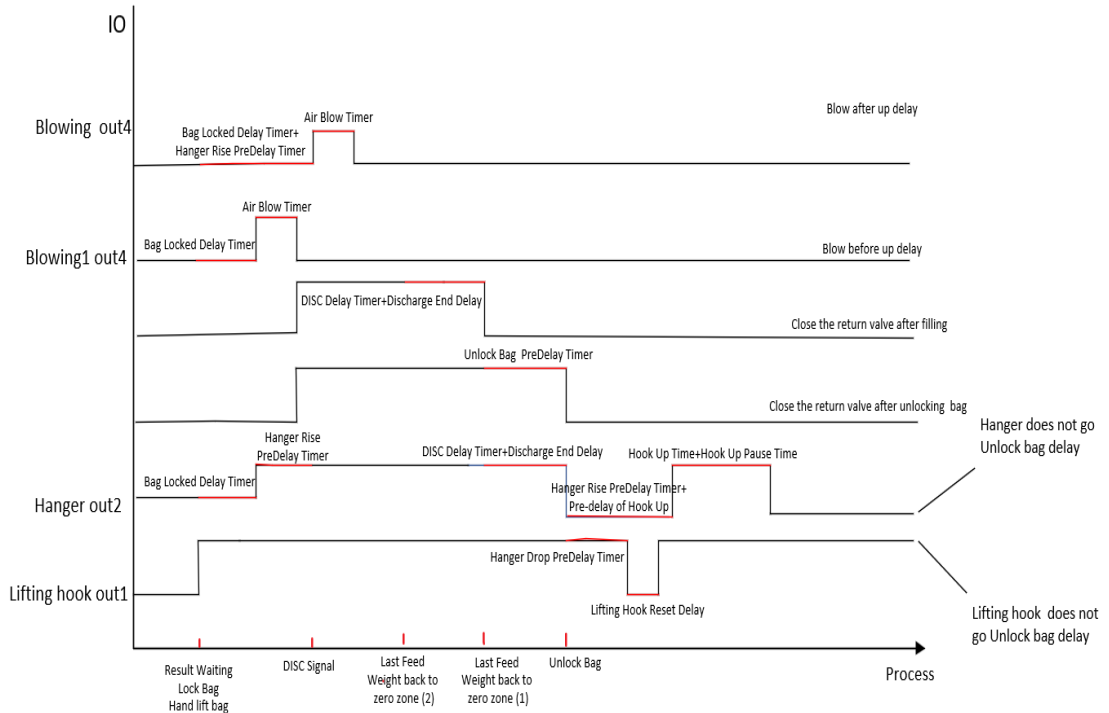 IO
Blowing out4
Bag Locked Delay Timer+
Hanger Rise PreDelay Timer
Air Blow Timer
Blow after up delay
Air Blow Timer
Blowing1 out4
Bag Locked Delay Timer
Blow before up delay
DISC Delay Timer+Discharge End Delay
Close the return valve after filling
Unlock Bag PreDelay Timer
Close the return valve after unlocking bag
Hanger does not go
Unlock bag delay
Hanger Rise
PreDelay Timer
DISC Delay Timer+Discharge End Delay
Hook Up Time+Hook Up Pause Time
Bag Locked Delay Timer
Hanger Rise PreDelay Timer+
Pre-delay of Hook Up
Hanger out2
Hanger Drop PreDelay Timer
Lifting hook out1
Lifting Hook Reset Delay
Lifting hook does not
go Unlock bag delay
Result Waiting
Lock Bag
Hand lift bag
DISC Signal
Last Feed
Weight back to
zero zone (2)
Last Feed
Weight back to
zero zone (1)
Unlock Bag
Process